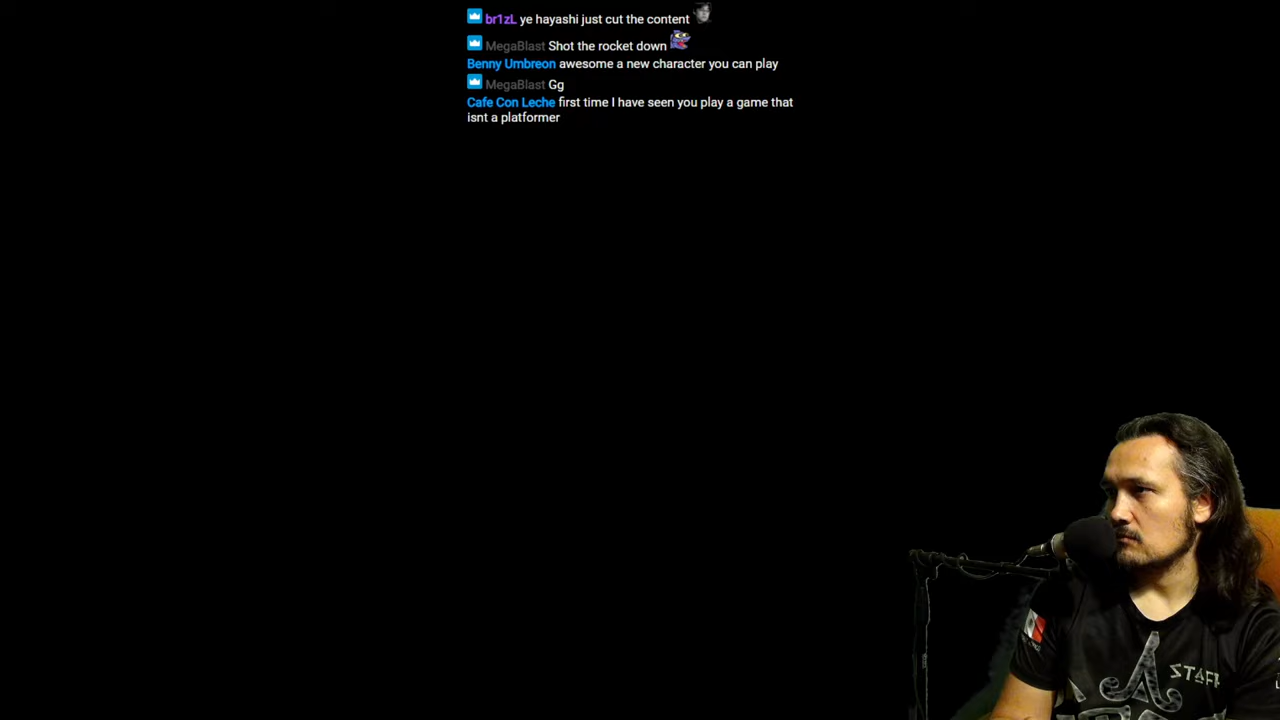 br1zL ye hayashi just cut the content
MegaBlast Shot the rocket down
Benny Umbreon awesome a new character you can play
MegaBlast Gg
Cafe Con Leche first time I have seen you play a game that
isnt a platformer
STAFF